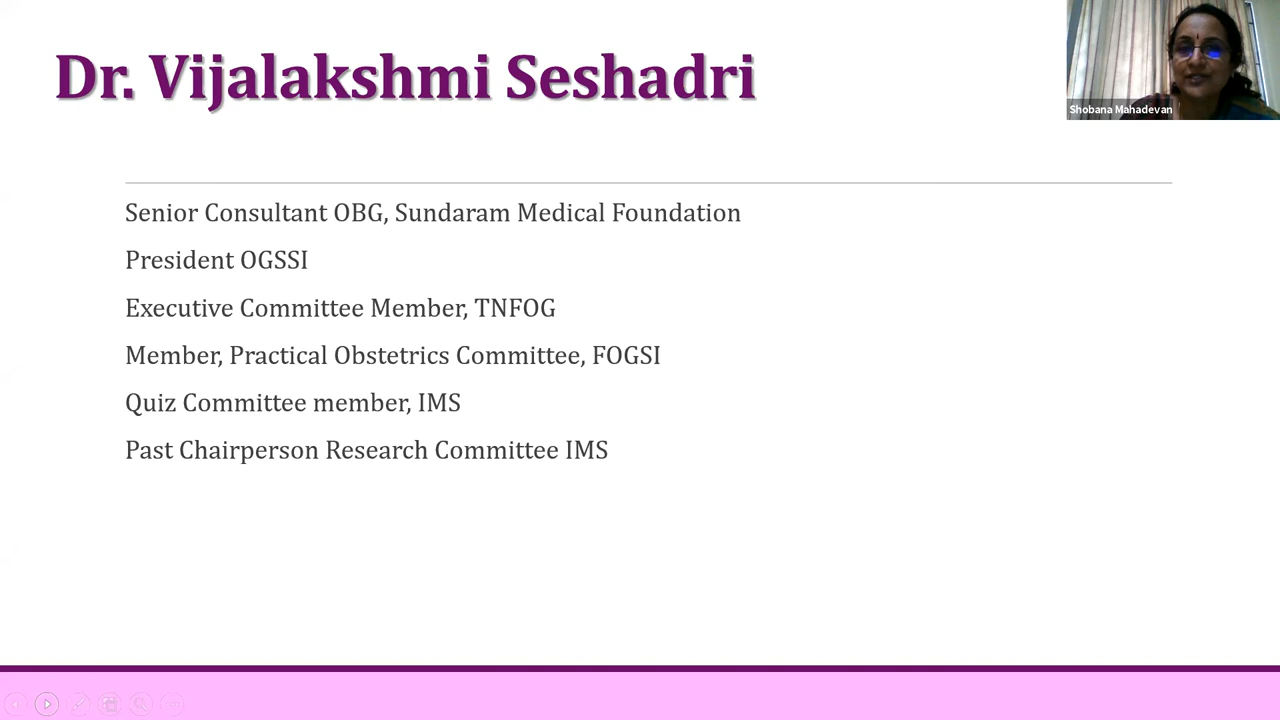 Dr. Vijalakshmi Seshadri
Shobana Mahadevan
Senior Consultant OBG, Sundaram Medical Foundation
President OGSSI
Executive Committee Member, TNFOG
Member, Practical Obstetrics Committee, FOGSI
Quiz Committee member, IMS
Past Chairperson Research Committee IMS